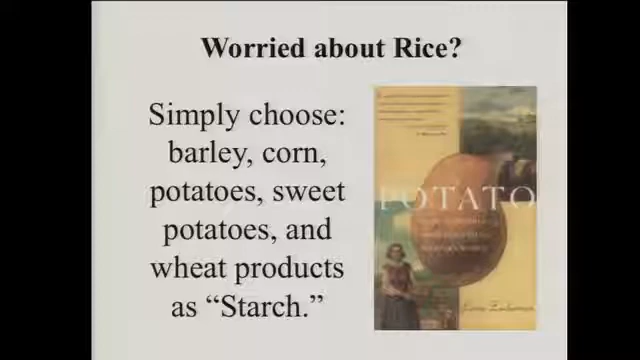 Worried about Rice?
Simply choose:
barley, corn,
potatoes, sweet
potatoes, and
wheat products
as “Starch.”
POTATO